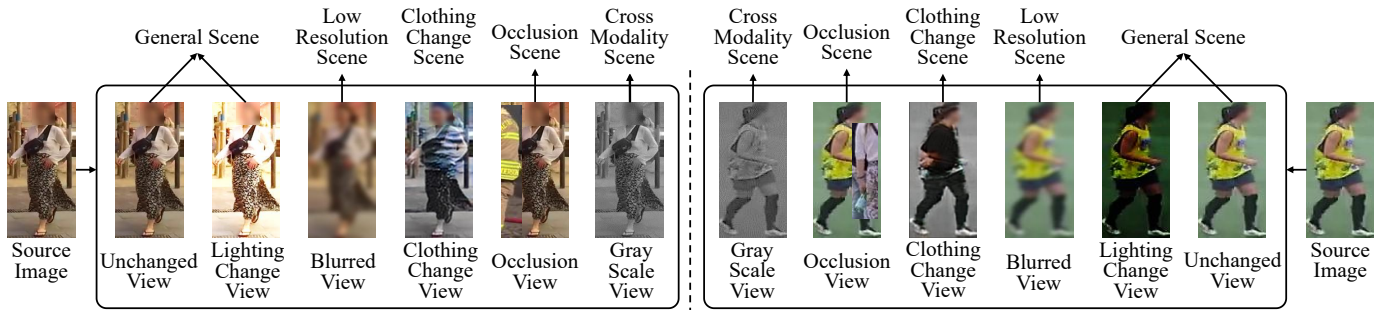 General Scene
Low
Resolution
Scene
Clothing
Change
Scene
Occlusion
Scene
Cross
Modality
Scene
Source
Image
Unchanged
View
Lighting
Change
View
Blurred
View
Clothing
Change
View
Occlusion
View
Gray
Scale
View
Cross
Modality
Scene
Occlusion
Scene
Clothing
Change
Scene
Low
Resolution
Scene
General Scene
Gray
Scale
View
Occlusion
View
Clothing
Change
View
Blurred
View
Lighting
Change
View
Unchanged
View
Source
Image